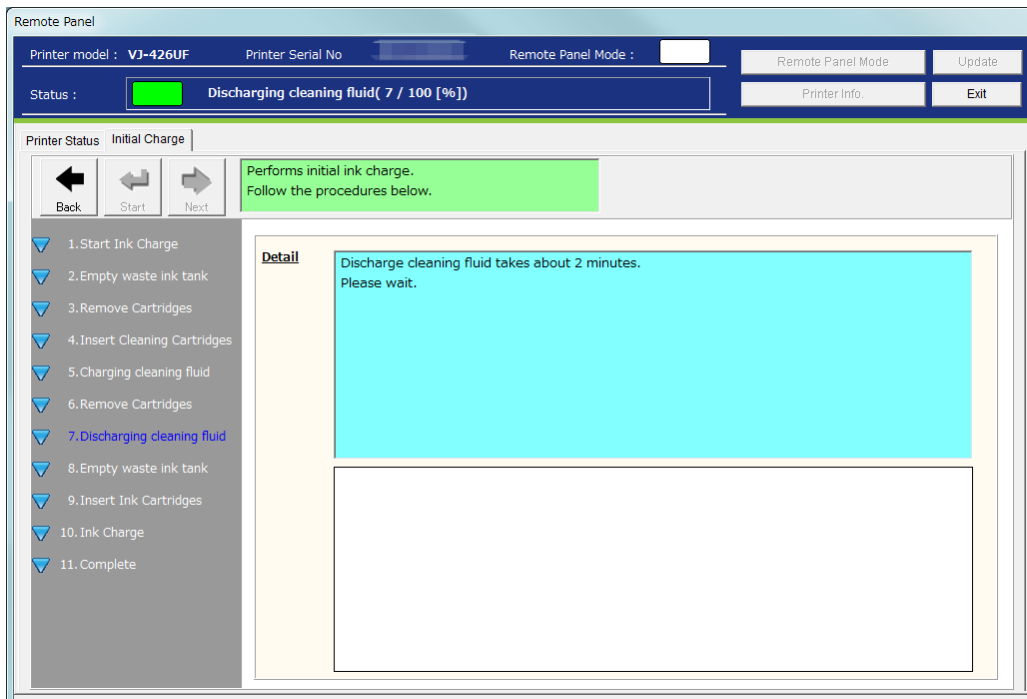 Remote Panel
Printer model : VJ-426UF Printer Serial No Remote Panel Mode :
Remote Panel Mode Update
Status : Discharging cleaning fluid( 7 / 100 [%])
Printer Info. Exit
Printer Status Initial Charge
Back Start Next
Performs initial ink charge.
Follow the procedures below.
1.Start Ink Charge
2.Empty waste ink tank
3.Remove Cartridges
4.Insert Cleaning Cartridges
5.Charging cleaning fluid
6.Remove Cartridges
7.Discharging cleaning fluid
8.Empty waste ink tank
9.Insert Ink Cartridges
10.Ink Charge
11.Complete
Detail
Discharge cleaning fluid takes about 2 minutes.
Please wait.